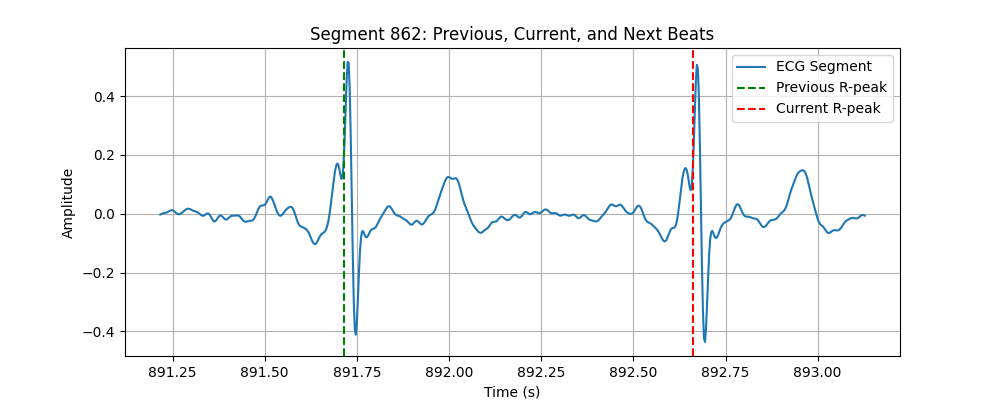 Segment 862: Previous, Current, and Next Beats
ECG Segment
Previous R-peak
Current R-peak
0.4
0.2
0.0
−0.2
−0.4
Amplitude
891.25 891.50 891.75 892.00 892.25 892.50 892.75 893.00
Time (s)